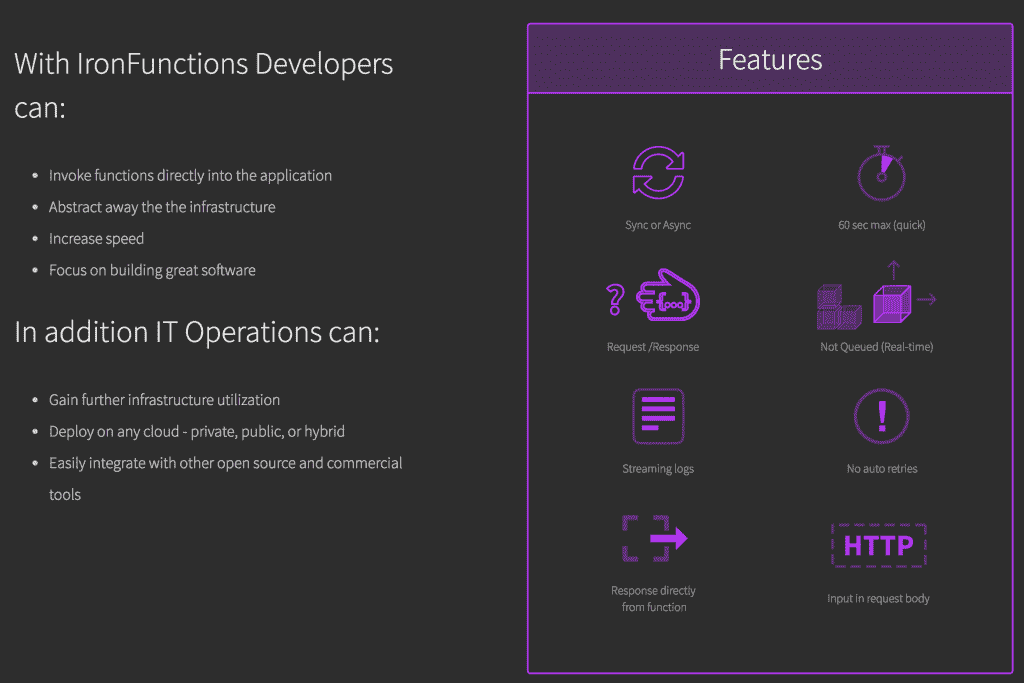 With IronFunctions Developers
can:
Invoke functions directly into the application
Abstract away the the infrastructure
Increase speed
Focus on building great software
In addition IT Operations can:
Gain further infrastructure utilization
Deploy on any cloud - private, public, or hybrid
Easily integrate with other open source and commercial
tools
Features
Sync or Async
60 sec max (quick)
?
{[ooo]}
Request /Response
Not Queued (Real-time)
Streaming logs
!
No auto retries
Response directly
from function
HTTP
Input in request body